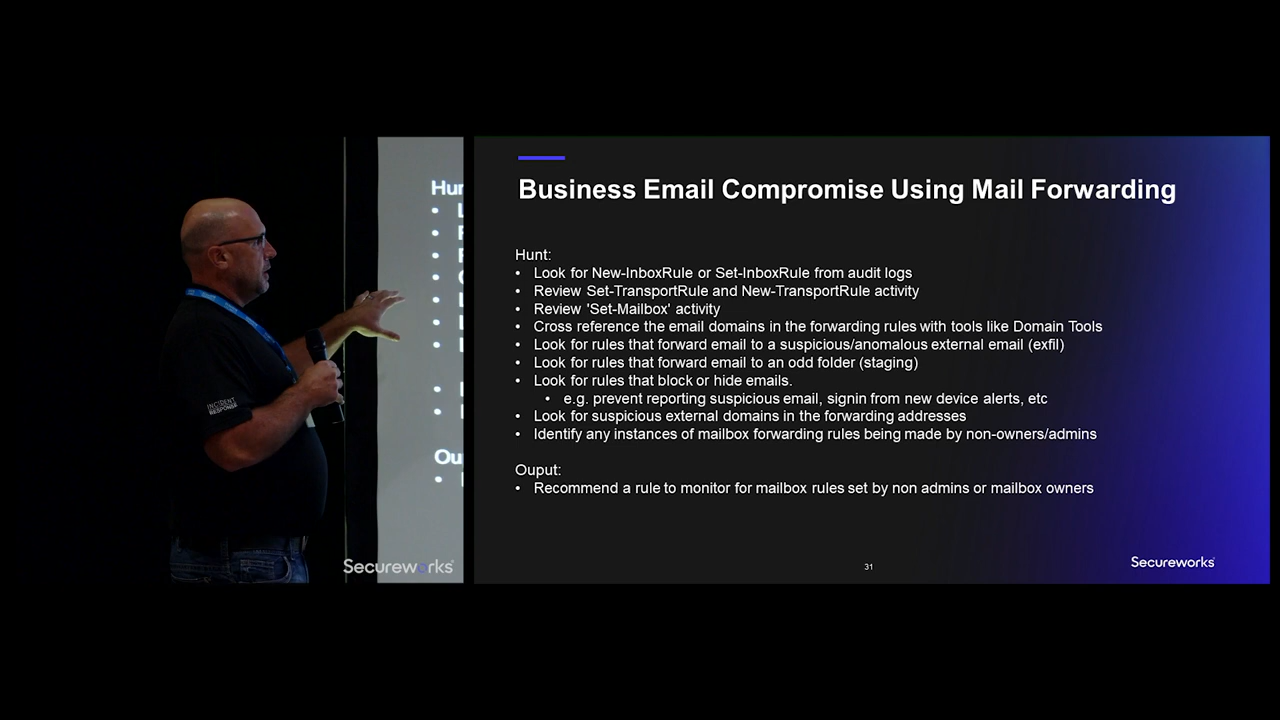 Business Email Compromise Using Mail Forwarding
Hunt:
• Look for New-InboxRule or Set-InboxRule from audit logs
• Review Set-TransportRule and New-TransportRule activity
• Review 'Set-Mailbox' activity
• Cross reference the email domains in the forwarding rules with tools like Domain Tools
• Look for rules that forward email to a suspicious/anomalous external email (exfil)
• Look for rules that forward email to an odd folder (staging)
• Look for rules that block or hide emails.
• e.g. prevent reporting suspicious email, signin from new device alerts, etc
• Look for suspicious external domains in the forwarding addresses
• Identify any instances of mailbox forwarding rules being made by non-owners/admins
Ouput:
• Recommend a rule to monitor for mailbox rules set by non admins or mailbox owners
31
Secureworks
INCIDENT
RESPONSE
Secureworks